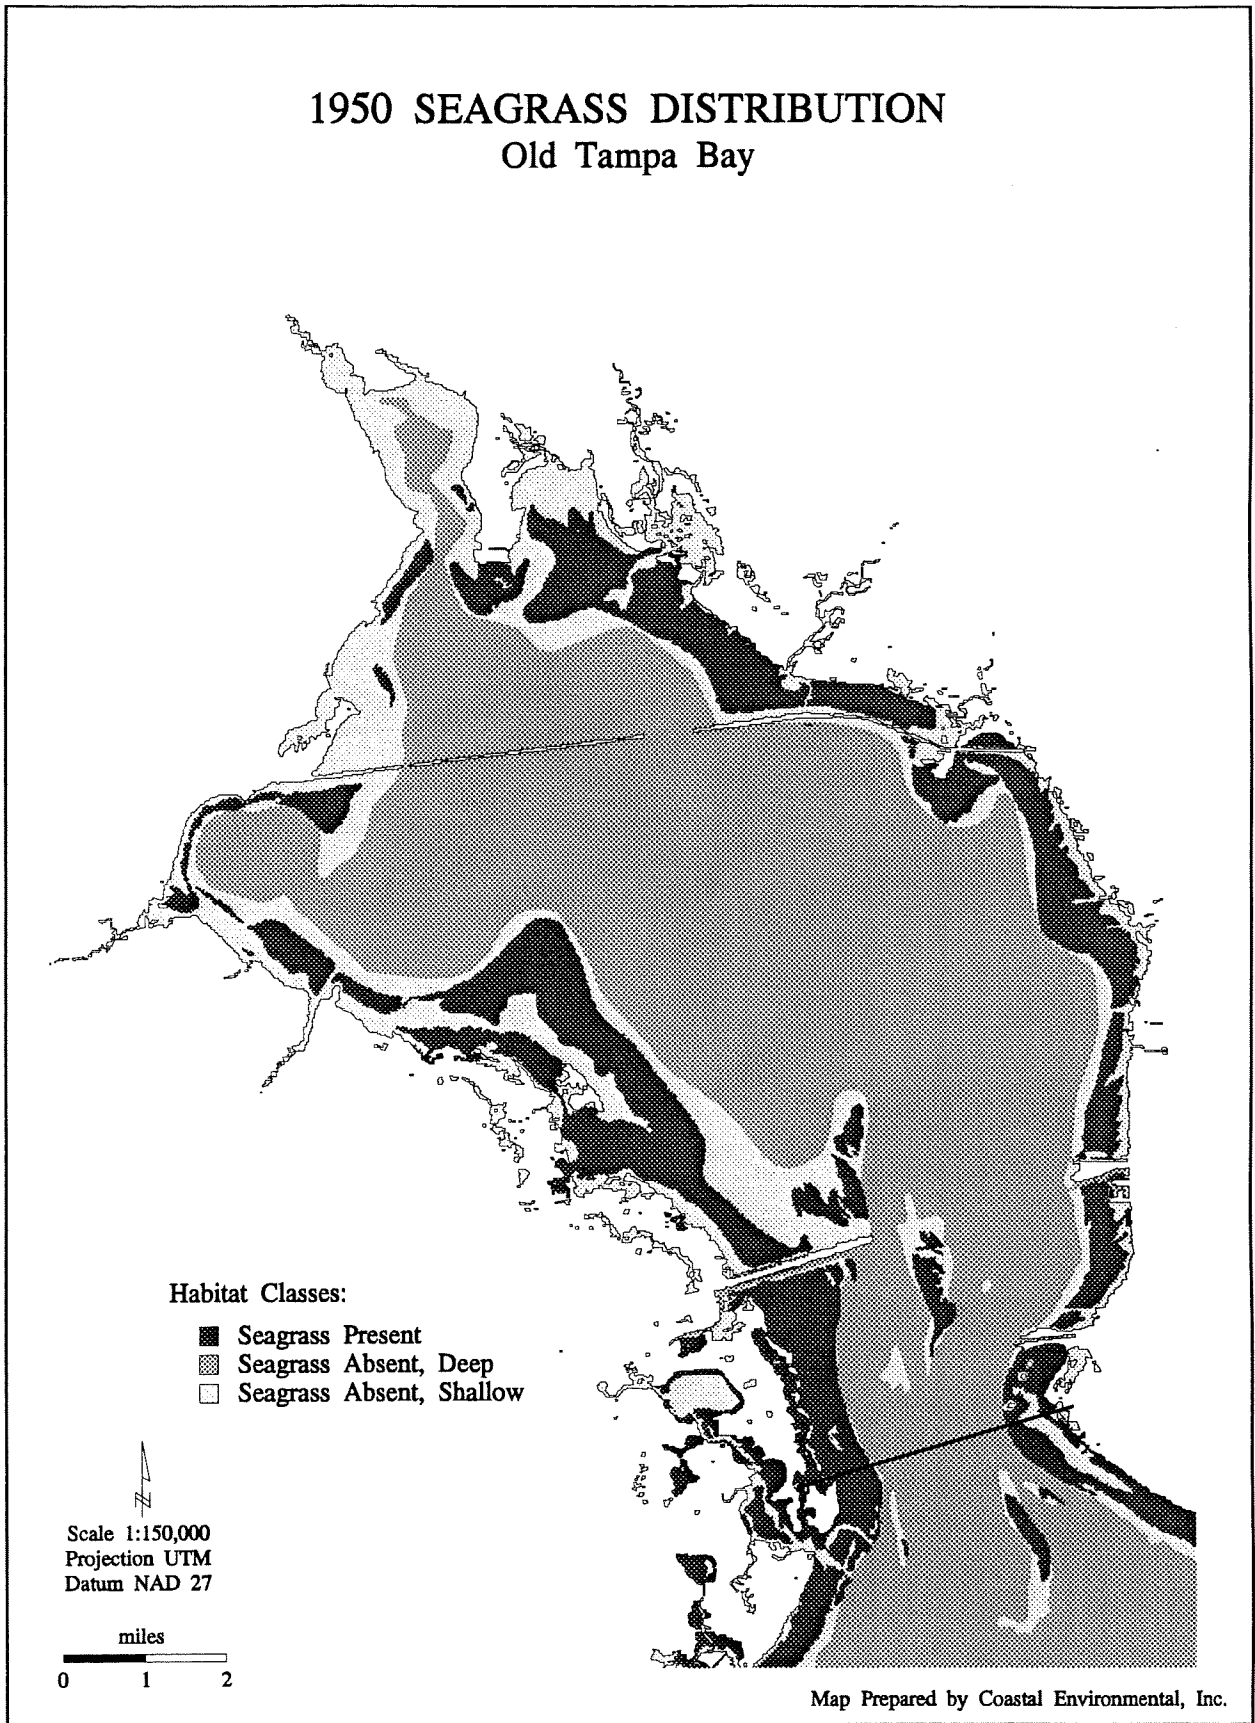 1950 SEAGRASS DISTRIBUTION
Old Tampa Bay
Habitat Classes:
Seagrass Present
Seagrass Absent, Deep
Seagrass Absent, Shallow
N
Scale 1:150,000
Projection UTM
Datum NAD 27
miles
0 1 2
Map Prepared by Coastal Environmental, Inc.